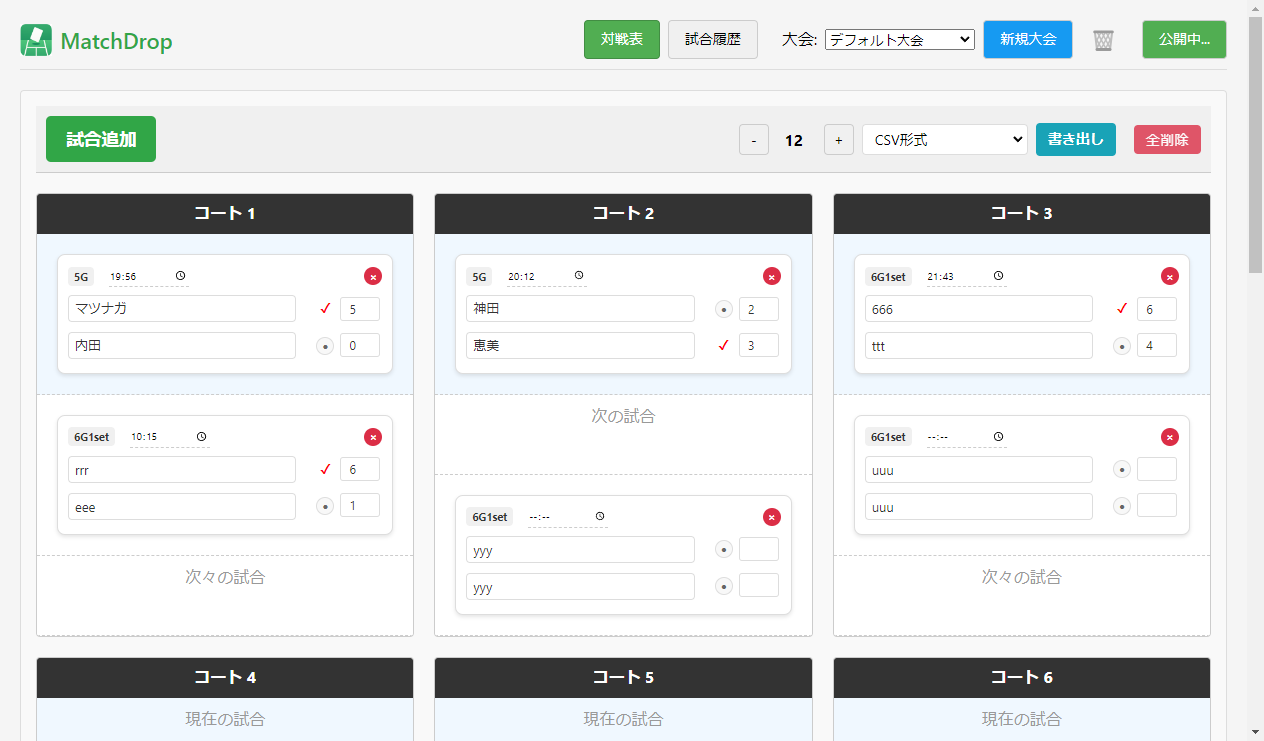 MatchDrop 対戦表 試合履歴 大会: デフォルト大会 新規大会 公開中...
試合追加 - 12 + CSV形式 書き出し 全削除
コート 1 コート 2 コート 3
5G 19:56 × 5G 20:12 × 6G1set 21:43 ×
マツナガ ✓ 5 神田 2 666 ✓ 6
内田 0 恵美 ✓ 3 ttt 4
次の試合
6G1set 10:15 × 6G1set --:-- ×
rrr ✓ 6 uuu
eee 1 uuu
6G1set --:-- ×
yyy
yyy
次々の試合 次々の試合
コート 4 コート 5 コート 6
現在の試合 現在の試合 現在の試合